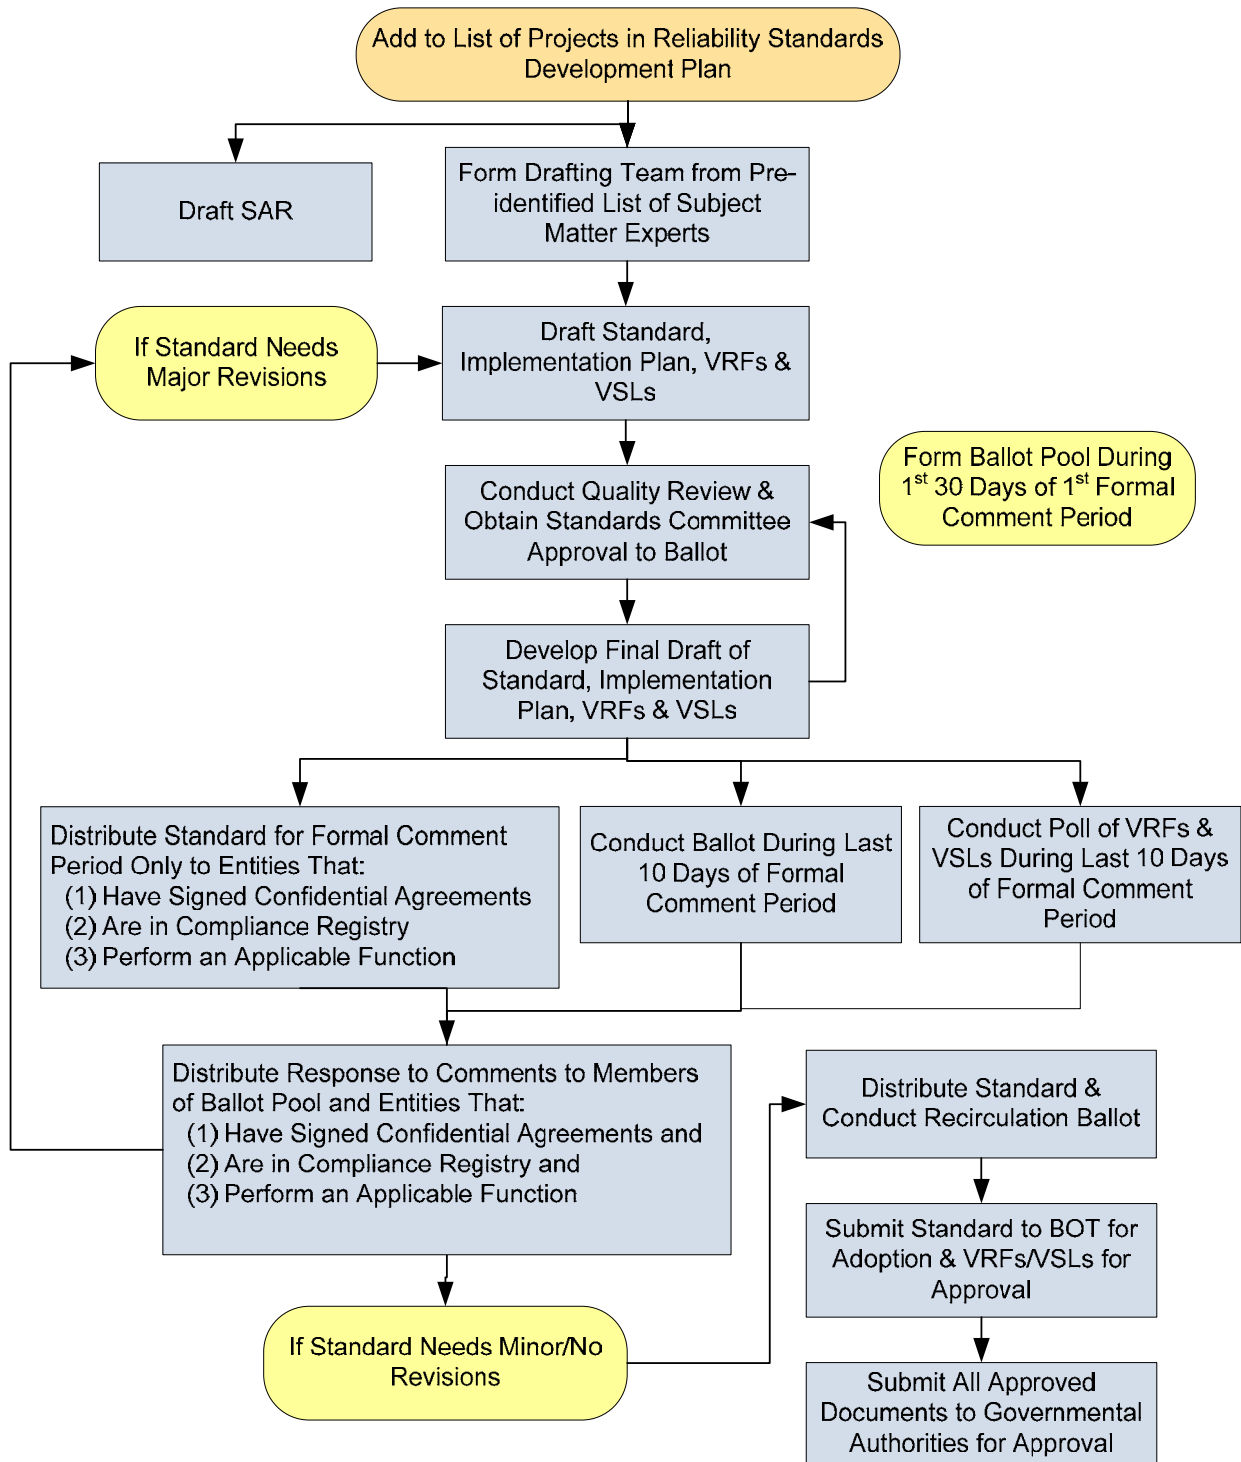 Add to List of Projects in Reliability Standards
Development Plan
Draft SAR
Form Drafting Team from Pre-
identified List of Subject
Matter Experts
If Standard Needs
Major Revisions
Draft Standard,
Implementation Plan, VRFs &
VSLs
Conduct Quality Review &
Obtain Standards Committee
Approval to Ballot
Form Ballot Pool During
1st 30 Days of 1st Formal
Comment Period
Develop Final Draft of
Standard, Implementation
Plan, VRFs & VSLs
Distribute Standard for Formal Comment
Period Only to Entities That:
(1) Have Signed Confidential Agreements
(2) Are in Compliance Registry
(3) Perform an Applicable Function
Conduct Ballot During Last
10 Days of Formal
Comment Period
Conduct Poll of VRFs &
VSLs During Last 10 Days
of Formal Comment
Period
Distribute Response to Comments to Members
of Ballot Pool and Entities That:
(1) Have Signed Confidential Agreements and
(2) Are in Compliance Registry and
(3) Perform an Applicable Function
Distribute Standard &
Conduct Recirculation Ballot
Submit Standard to BOT for
Adoption & VRFs/VSLs for
Approval
If Standard Needs Minor/No
Revisions
Submit All Approved
Documents to Governmental
Authorities for Approval